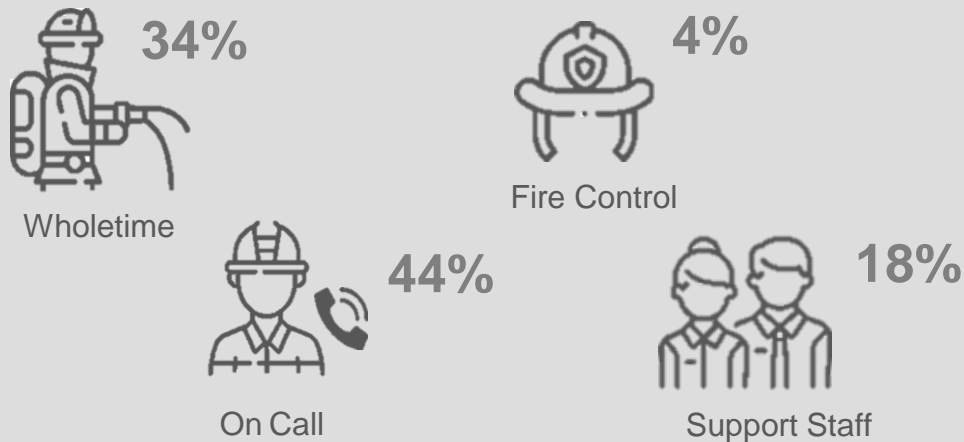 34%
Wholetime
4%
Fire Control
44%
On Call
18%
Support Staff